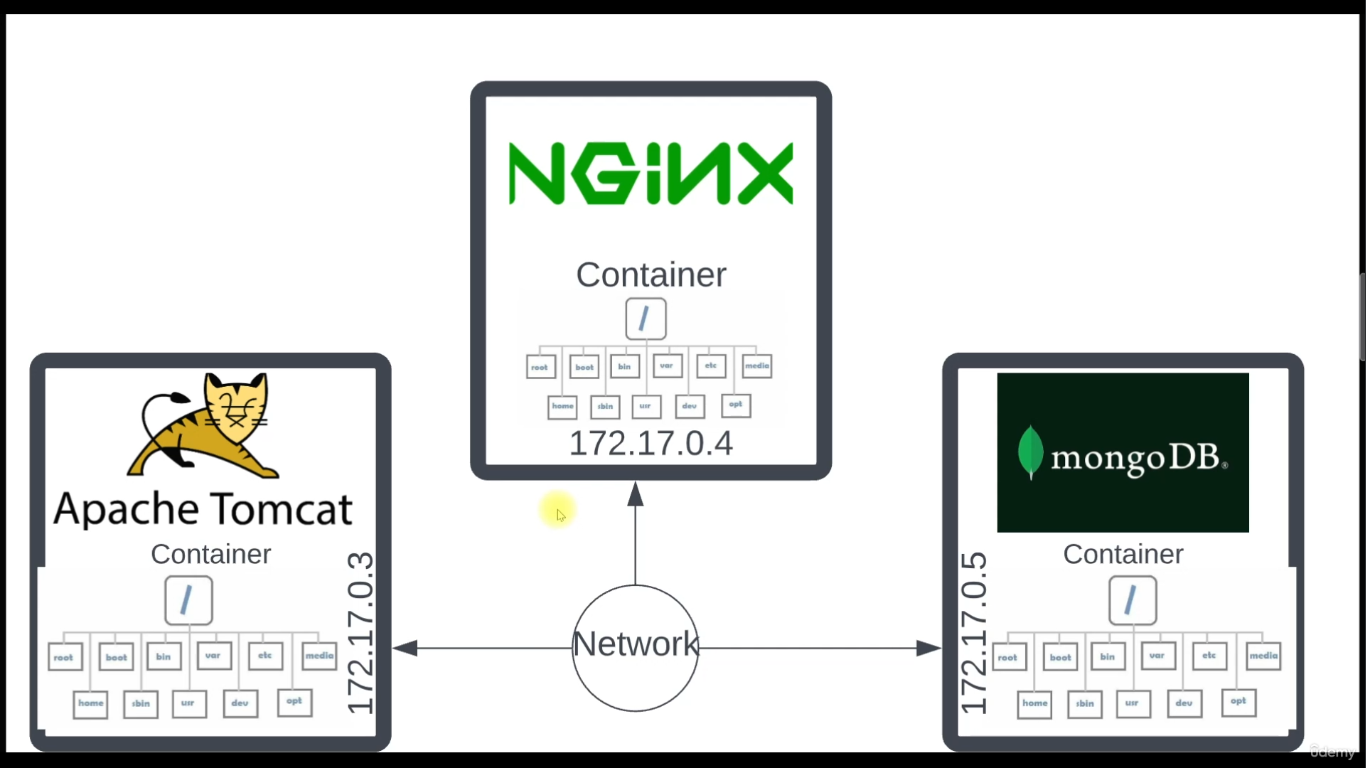 NGiNX
Container
/
root boot bin var etc media
home sbin usr dev opt
172.17.0.4
Apache Tomcat
Container
/
root boot bin var etc media
home sbin usr dev opt
172.17.0.3
Network
mongoDB®
Container
/
root boot bin var etc media
home sbin usr dev opt
172.17.0.5
ûdemy